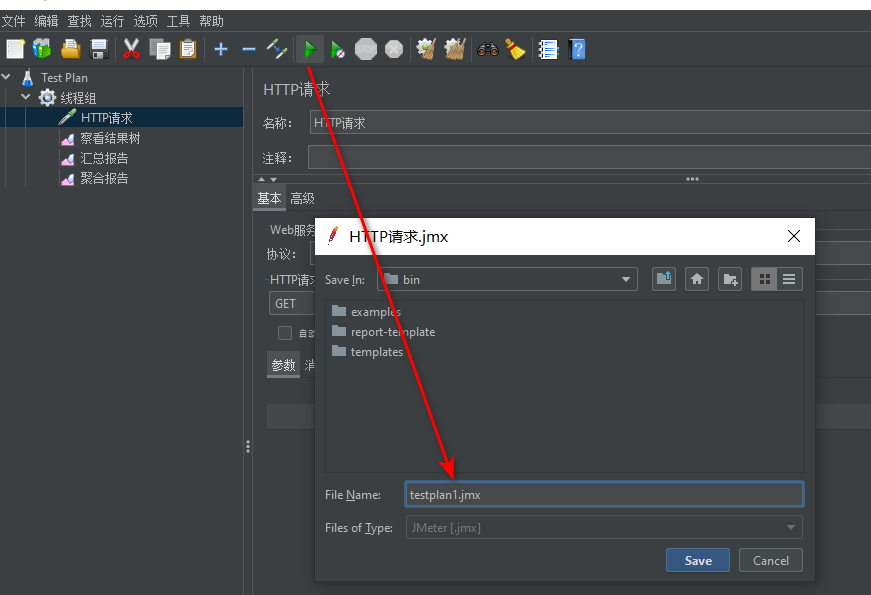 文件 编辑 查找 运行 选项 工具 帮助
STOP
Test Plan
线程组
HTTP请求
察看结果树
汇总报告
聚合报告
HTTP请求
名称: HTTP请求
注释:
基本 高级
Web服务
协议:
HTTP请求
GET
自动
参数 消
HTTP请求.jmx
Save In: bin
examples
report-template
templates
File Name: testplan1.jmx
Files of Type: JMeter [.jmx]
Save Cancel